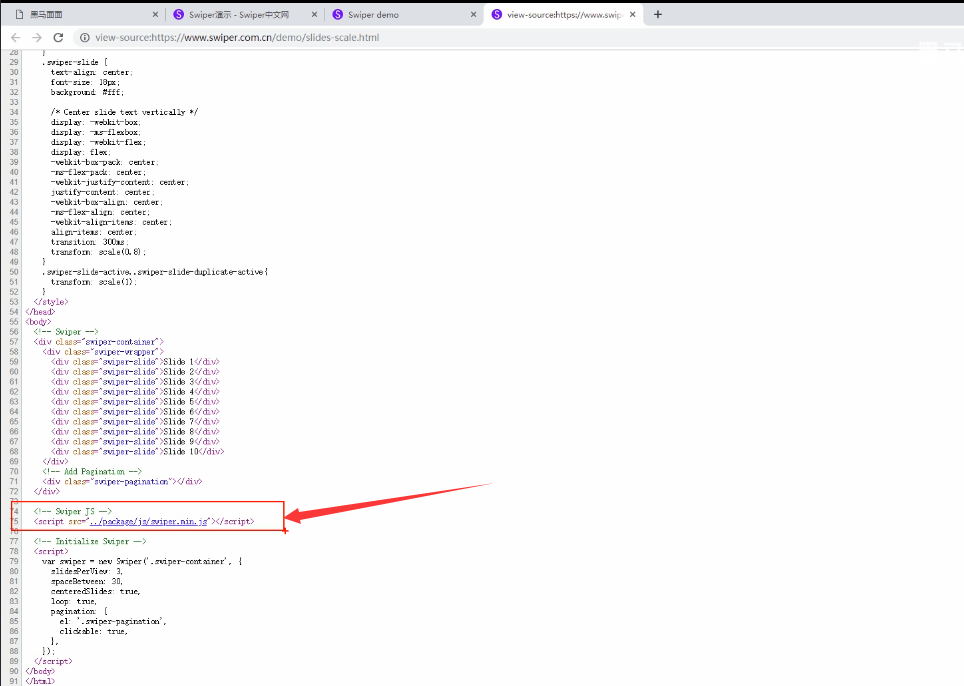 黑马面面
Swiper演示 - Swiper中文网
Swiper demo
view-source:https://www.swip
view-source:https://www.swiper.com.cn/demo/slides-scale.html
28 }
29 .swiper-slide {
30 text-align: center;
31 font-size: 18px;
32 background: #fff;
33
34 /* Center slide text vertically */
35 display: -webkit-box;
36 display: -ms-flexbox;
37 display: -webkit-flex;
38 display: flex;
39 -webkit-box-pack: center;
40 -ms-flex-pack: center;
41 -webkit-justify-content: center;
42 justify-content: center;
43 -webkit-box-align: center;
44 -ms-flex-align: center;
45 -webkit-align-items: center;
46 align-items: center;
47 transition: 300ms;
48 transform: scale(0.8);
49 }
50 .swiper-slide-active,.swiper-slide-duplicate-active{
51 transform: scale(1);
52 }
53 </style>
54 </head>
55 <body>
56 <!-- Swiper -->
57 <div class="swiper-container">
58 <div class="swiper-wrapper">
59 <div class="swiper-slide">Slide 1</div>
60 <div class="swiper-slide">Slide 2</div>
61 <div class="swiper-slide">Slide 3</div>
62 <div class="swiper-slide">Slide 4</div>
63 <div class="swiper-slide">Slide 5</div>
64 <div class="swiper-slide">Slide 6</div>
65 <div class="swiper-slide">Slide 7</div>
66 <div class="swiper-slide">Slide 8</div>
67 <div class="swiper-slide">Slide 9</div>
68 <div class="swiper-slide">Slide 10</div>
69 </div>
70 <!-- Add Pagination -->
71 <div class="swiper-pagination"></div>
72 </div>
73
74 <!-- Swiper JS -->
75 <script src="../package/js/swiper.min.js"></script>
76
77 <!-- Initialize Swiper -->
78 <script>
79 var swiper = new Swiper('.swiper-container', {
80 slidesPerView: 3,
81 spaceBetween: 30,
82 centeredSlides: true,
83 loop: true,
84 pagination: {
85 el: '.swiper-pagination',
86 clickable: true,
87 },
88 });
89 </script>
90 </body>
91 </html>